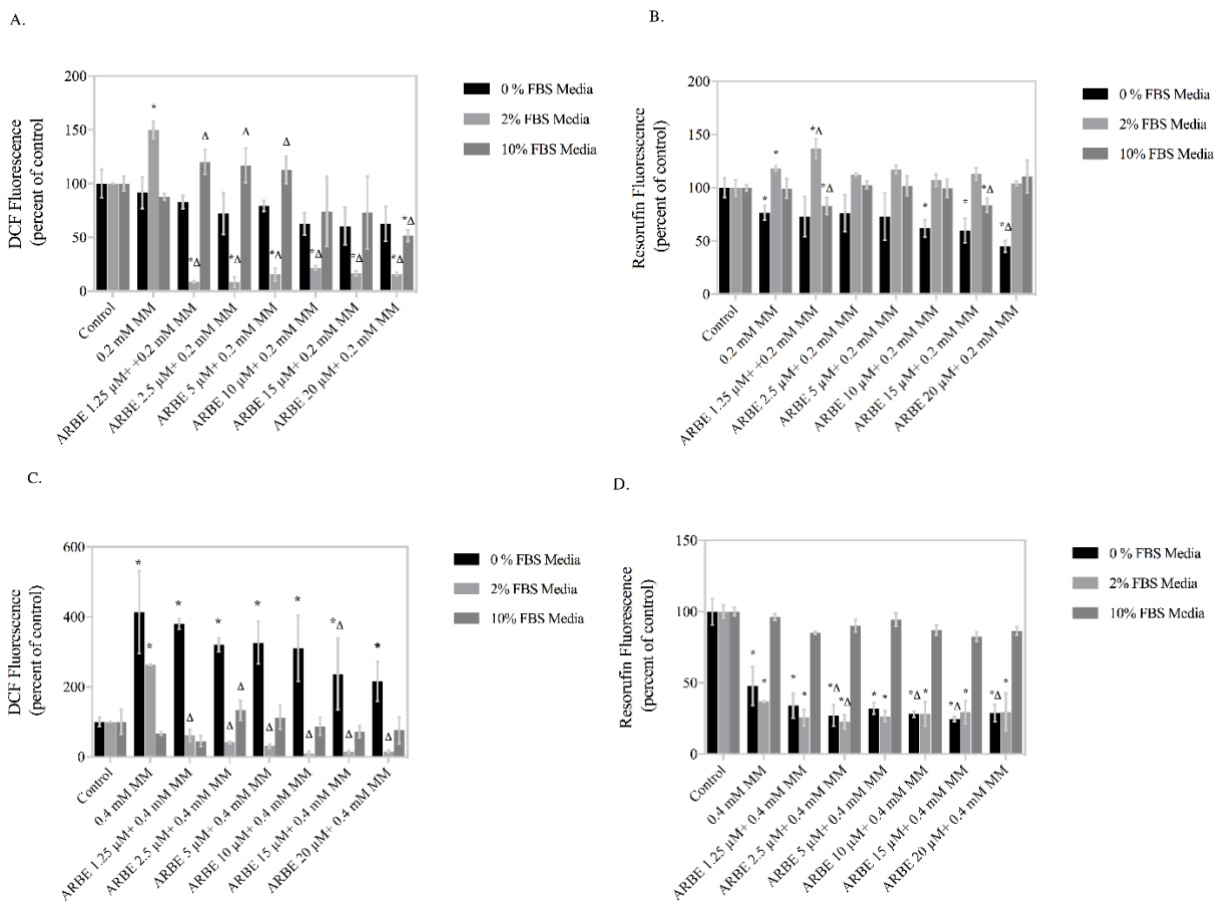 A.
DCF Fluorescence
(percent of control)
200
150
100
50
0
*
*Δ
Δ
*Δ
Δ
*Δ
Δ
*Δ
*Δ
*Δ
*Δ
Control
0.2 mM MM
ARBE 1.25 µM+ +0.2 mM MM
ARBE 2.5 µM+ 0.2 mM MM
ARBE 5 µM+ 0.2 mM MM
ARBE 10 µM+ 0.2 mM MM
ARBE 15 µM+ 0.2 mM MM
ARBE 20 µM+ 0.2 mM MM
0 % FBS Media
2% FBS Media
10% FBS Media
B.
Resorufin Fluorescence
(percent of control)
200
150
100
50
0
*
*
*Δ
*Δ
*
*
*Δ
*Δ
Control
0.2 mM MM
ARBE 1.25 µM+ +0.2 mM MM
ARBE 2.5 µM+ 0.2 mM MM
ARBE 5 µM+ 0.2 mM MM
ARBE 10 µM+ 0.2 mM MM
ARBE 15 µM+ 0.2 mM MM
ARBE 20 µM+ 0.2 mM MM
0 % FBS Media
2% FBS Media
10% FBS Media
C.
DCF Fluorescence
(percent of control)
600
400
200
0
*
*
*
Δ
*
Δ
Δ
*
Δ
*
Δ
*Δ
Δ
*
Δ
Control
0.4 mM MM
ARBE 1.25 µM+ 0.4 mM MM
ARBE 2.5 µM+ 0.4 mM MM
ARBE 5 µM+ 0.4 mM MM
ARBE 10 µM+ 0.4 mM MM
ARBE 15 µM+ 0.4 mM MM
ARBE 20 µM+ 0.4 mM MM
0 % FBS Media
2% FBS Media
10% FBS Media
D.
Resorufin Fluorescence
(percent of control)
150
100
50
0
*
*
*
*
*Δ
*Δ
*
*
*Δ
*
*Δ
*
*Δ
*
Control
0.4 mM MM
ARBE 1.25 µM+ 0.4 mM MM
ARBE 2.5 µM+ 0.4 mM MM
ARBE 5 µM+ 0.4 mM MM
ARBE 10 µM+ 0.4 mM MM
ARBE 15 µM+ 0.4 mM MM
ARBE 20 µM+ 0.4 mM MM
0 % FBS Media
2% FBS Media
10% FBS Media